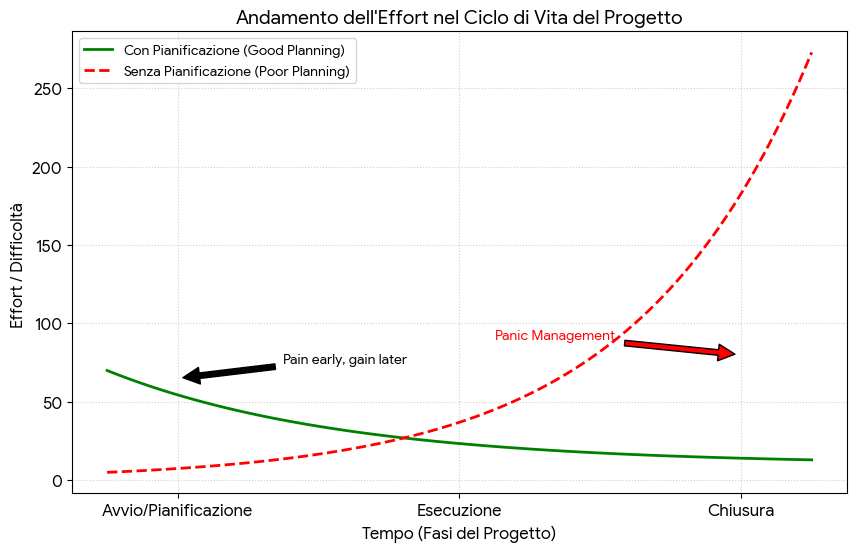 Andamento dell'Effort nel Ciclo di Vita del Progetto
Con Pianificazione (Good Planning)
Senza Pianificazione (Poor Planning)
Effort / Difficoltà
250
200
150
100
50
0
Panic Management
Pain early, gain later
Avvio/Pianificazione
Esecuzione
Chiusura
Tempo (Fasi del Progetto)